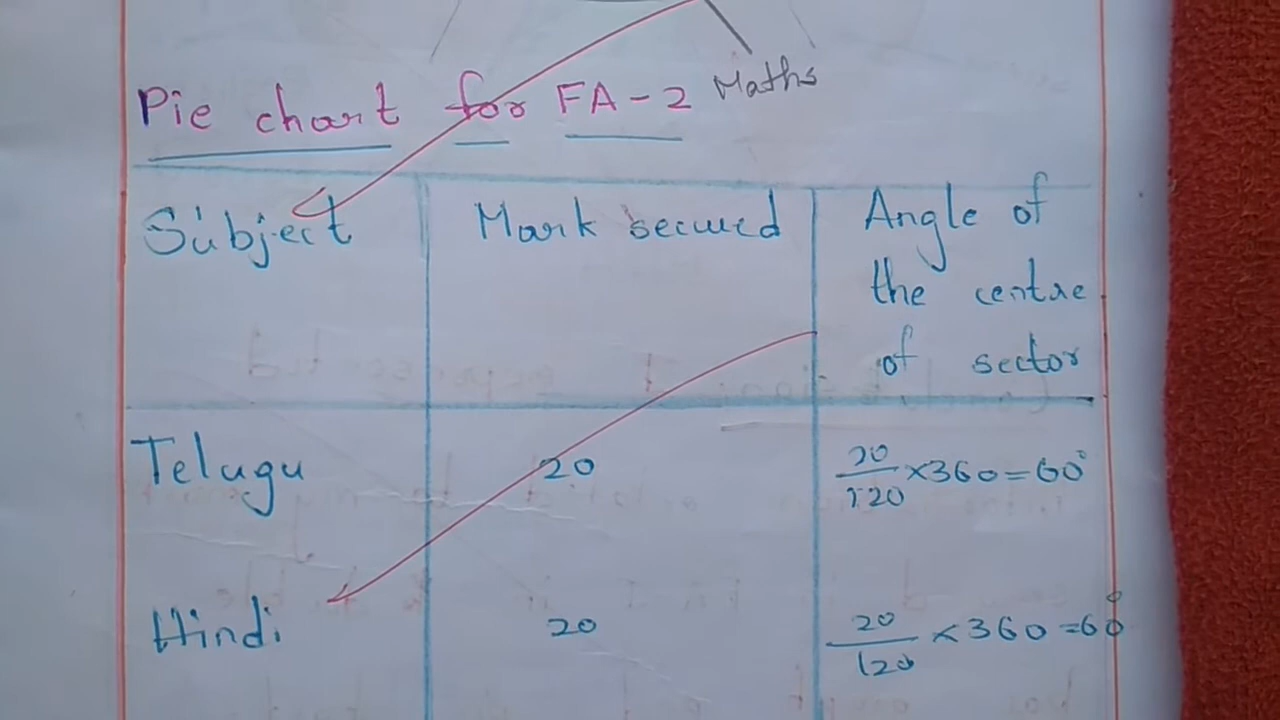 Maths
Pie chart for FA-2
Subject Mark secured Angle of
the centre
of sector
Telugu 20 20/120 ×360=60°
Hindi 20 20/120 ×360=60°